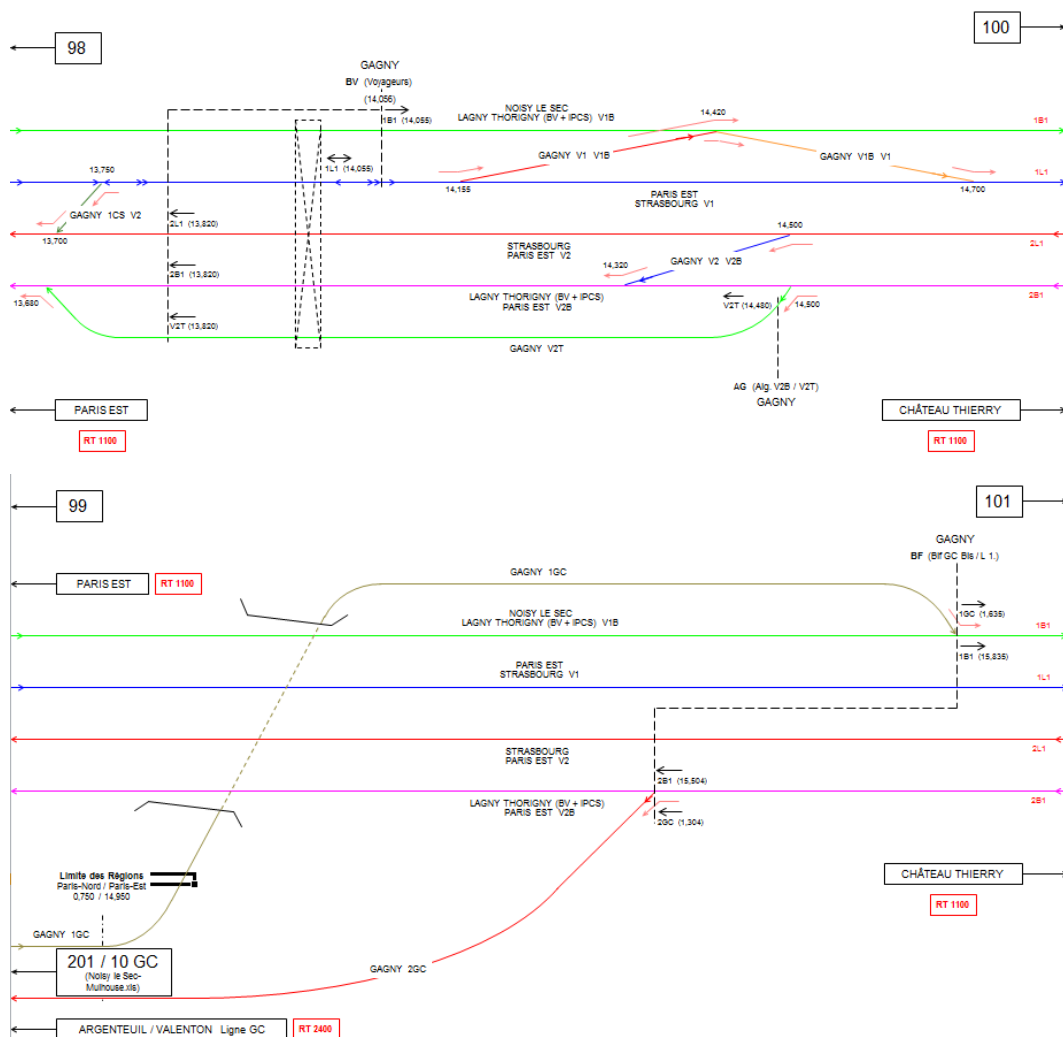 98
100
GAGNY
BV (Voyageurs)
(14,056)
1B1 (14,055)
NOISY LE SEC
LAGNY THORIGNY (BV + IPCS) V1B
14,420
1B1
13,750
1L1 (14,055)
GAGNY V1 V1B
GAGNY V1B V1
1L1
14,155
14,700
PARIS EST
STRASBOURG V1
GAGNY 1CS V2
2L1 (13,820)
13,700
14,500
STRASBOURG
PARIS EST V2
2L1
2B1 (13,820)
14,320
GAGNY V2 V2B
13,680
LAGNY THORIGNY (BV + IPCS)
PARIS EST V2B
V2T (14,480)
14,500
2B1
V2T (13,820)
GAGNY V2T
AG (Aig. V2B / V2T)
GAGNY
PARIS EST
CHÂTEAU THIERRY
RT 1100
RT 1100
99
101
GAGNY
BF (Bif GC Bis / L 1.)
PARIS EST
RT 1100
GAGNY 1GC
1GC (1,635)
NOISY LE SEC
LAGNY THORIGNY (BV + IPCS) V1B
1B1
1B1 (15,835)
PARIS EST
STRASBOURG V1
1L1
STRASBOURG
PARIS EST V2
2L1
2B1 (15,504)
LAGNY THORIGNY (BV + IPCS)
PARIS EST V2B
2B1
2GC (1,304)
Limite des Régions
Paris-Nord / Paris-Est
0,750 / 14,950
CHÂTEAU THIERRY
RT 1100
GAGNY 1GC
201 / 10 GC
(Noisy le Sec-
Mulhouse.xls)
GAGNY 2GC
ARGENTEUIL / VALENTON Ligne GC
RT 2400